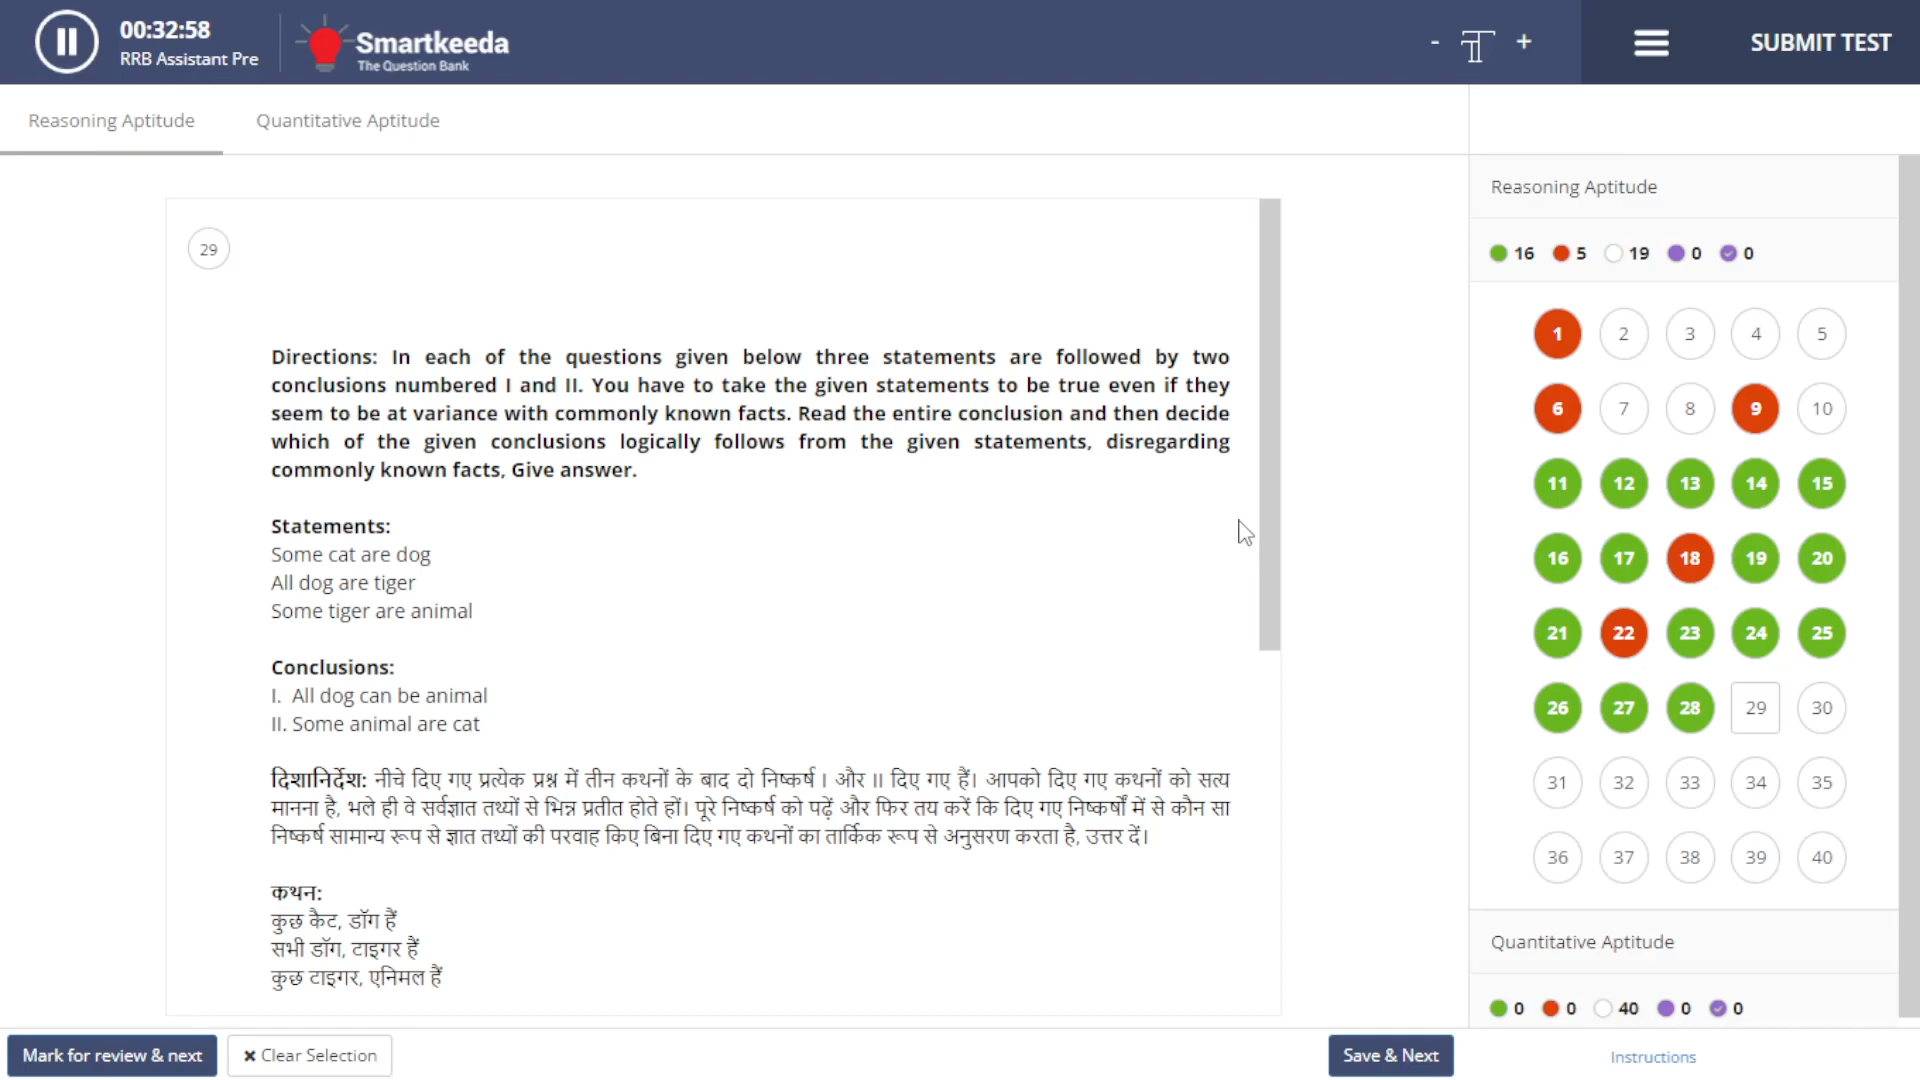 00:32:58
RRB Assistant Pre
Smartkeeda
The Question Bank
- T +
SUBMIT TEST
Reasoning Aptitude
Quantitative Aptitude
29
Directions: In each of the questions given below three statements are followed by two
conclusions numbered I and II. You have to take the given statements to be true even if they
seem to be at variance with commonly known facts. Read the entire conclusion and then decide
which of the given conclusions logically follows from the given statements, disregarding
commonly known facts, Give answer.
Statements:
Some cat are dog
All dog are tiger
Some tiger are animal
Conclusions:
I. All dog can be animal
II. Some animal are cat
दिशानिर्देश: नीचे दिए गए प्रत्येक प्रश्न में तीन कथनों के बाद दो निष्कर्ष I और II दिए गए हैं। आपको दिए गए कथनों को सत्य
मानना है, भले ही वे सर्वज्ञात तथ्यों से भिन्न प्रतीत होते हों। पूरे निष्कर्ष को पढ़ें और फिर तय करें कि दिए गए निष्कर्षों में से कौन सा
निष्कर्ष सामान्य रूप से ज्ञात तथ्यों की परवाह किए बिना दिए गए कथनों का तार्किक रूप से अनुसरण करता है, उत्तर दें।
कथन:
कुछ कैट, डॉग हैं
सभी डॉग, टाइगर हैं
कुछ टाइगर, एनिमल हैं
Reasoning Aptitude
16 5 19 0 0
1 2 3 4 5
6 7 8 9 10
11 12 13 14 15
16 17 18 19 20
21 22 23 24 25
26 27 28 29 30
31 32 33 34 35
36 37 38 39 40
Quantitative Aptitude
0 0 40 0 0
Mark for review & next
Clear Selection
Save & Next
Instructions